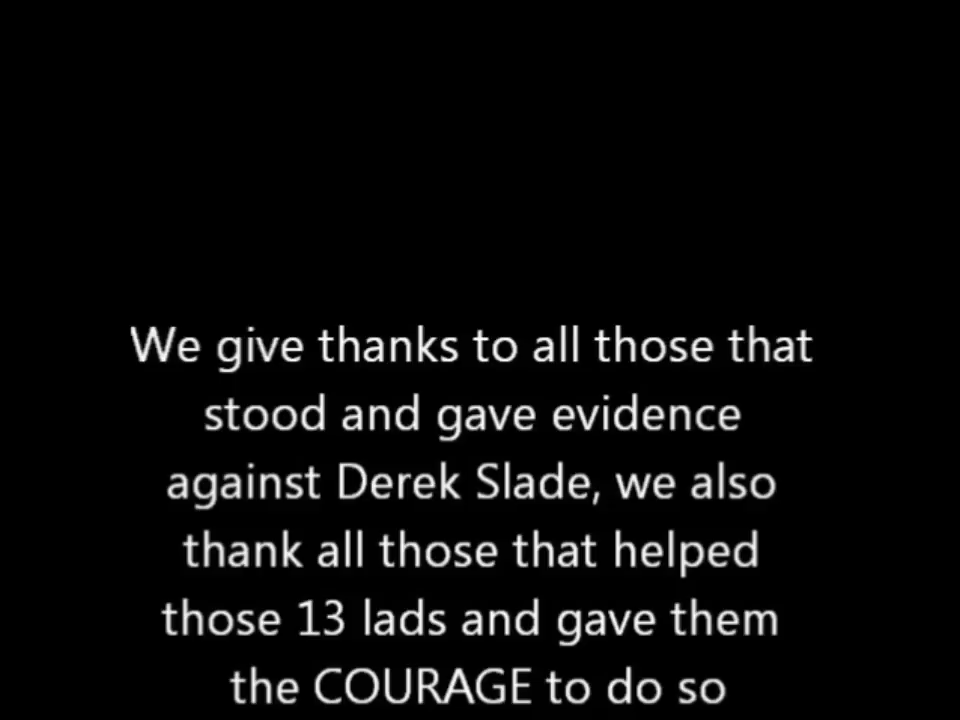 We give thanks to all those that
stood and gave evidence
against Derek Slade, we also
thank all those that helped
those 13 lads and gave them
the COURAGE to do so